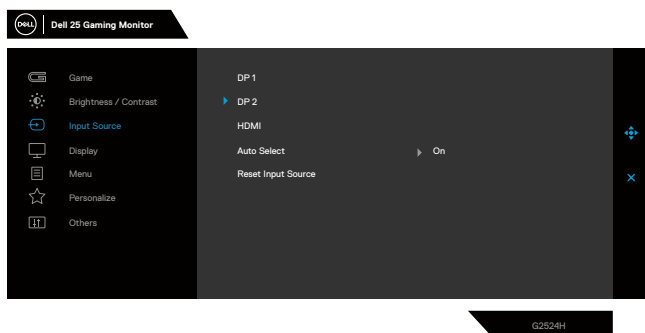 DELL
Dell 25 Gaming Monitor
Game
Brightness / Contrast
Input Source
Display
Menu
Personalize
Others
DP 1
DP 2
HDMI
Auto Select On
Reset Input Source
G2524H